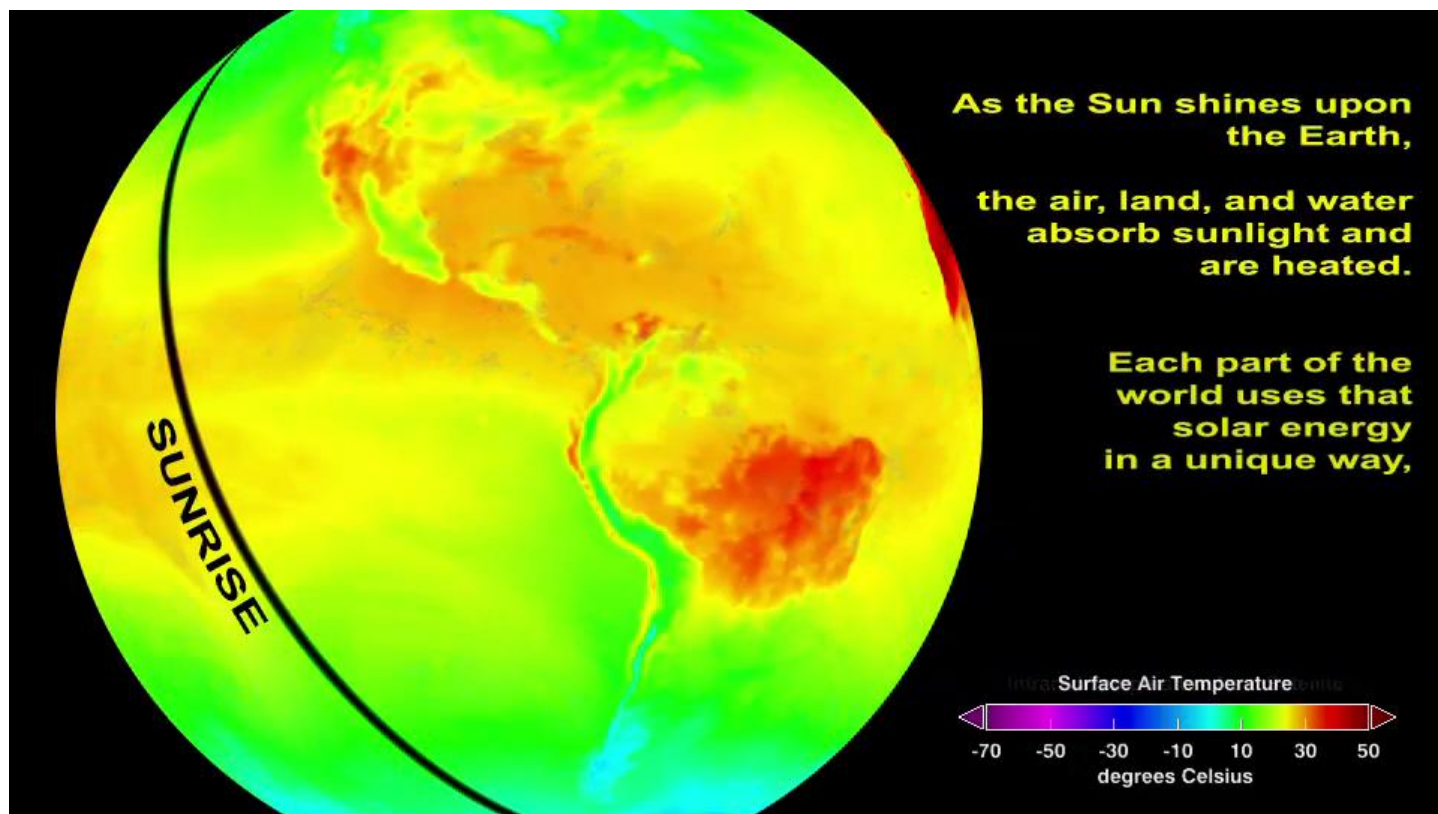 As the Sun shines upon
the Earth,
the air, land, and water
absorb sunlight and
are heated.
Each part of the
world uses that
solar energy
in a unique way,
SUNRISE
Surface Air Temperature
-70 -50 -30 -10 10 30 50
degrees Celsius